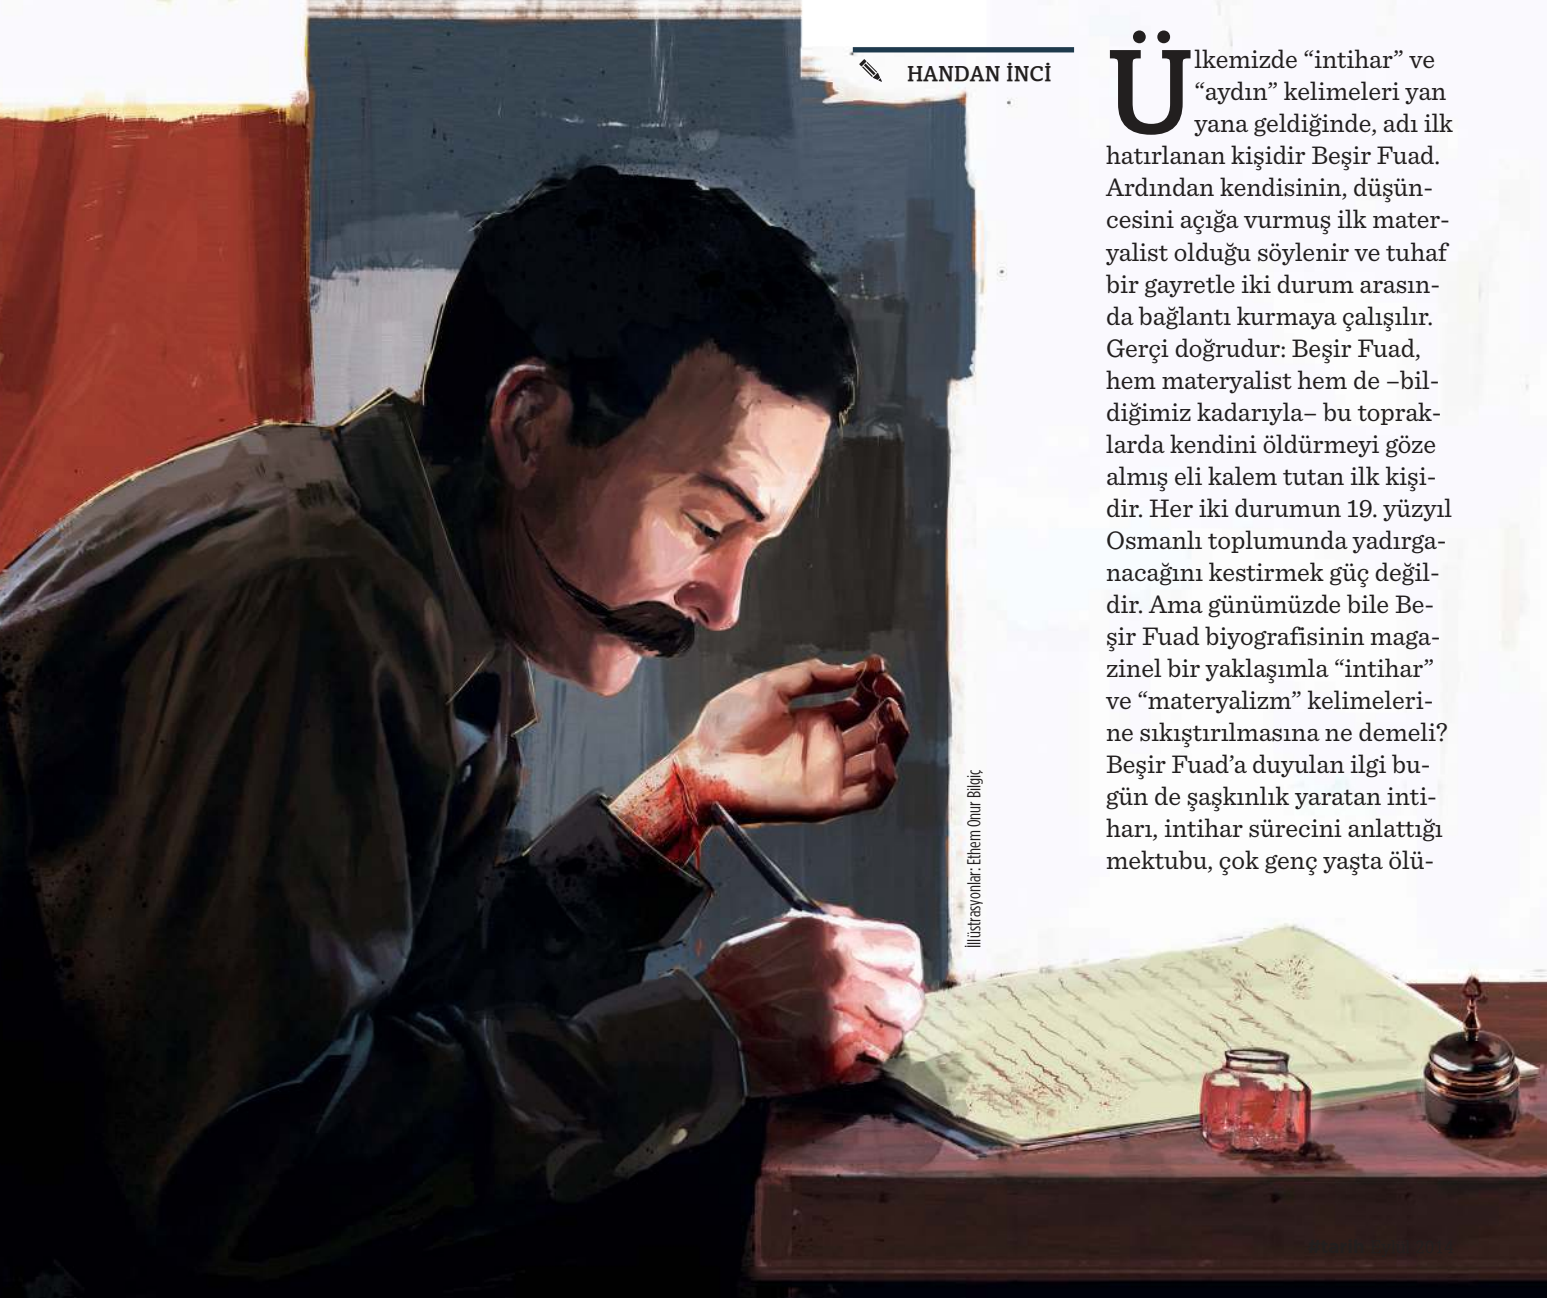 HANDAN İNCİ
Ülkemizde “intihar” ve
“aydın” kelimeleri yan
yana geldiğinde, adı ilk
hatırlanan kişidir Beşir Fuad.
Ardından kendisinin, düşün-
cesini açığa vurmuş ilk mater-
yalist olduğu söylenir ve tuhaf
bir gayretle iki durum arasın-
da bağlantı kurmaya çalışılır.
Gerçi doğrudur: Beşir Fuad,
hem materyalist hem de –bil-
diğimiz kadarıyla– bu toprak-
larda kendini öldürmeyi göze
almış eli kalem tutan ilk kişi-
dir. Her iki durumun 19. yüzyıl
Osmanlı toplumunda yadırga-
nacağını kestirmek güç değil-
dir. Ama günümüzde bile Be-
şir Fuad biyografisinin maga-
zinel bir yaklaşımla “intihar”
ve “materyalizm” kelimeleri-
ne sıkıştırılmasına ne demeli?
Beşir Fuad’a duyulan ilgi bu-
gün de şaşkınlık yaratan inti-
harı, intihar sürecini anlattığı
mektubu, çok genç yaşta ölü-
İllüstrasyonlar: Ethem Onur Bilgiç